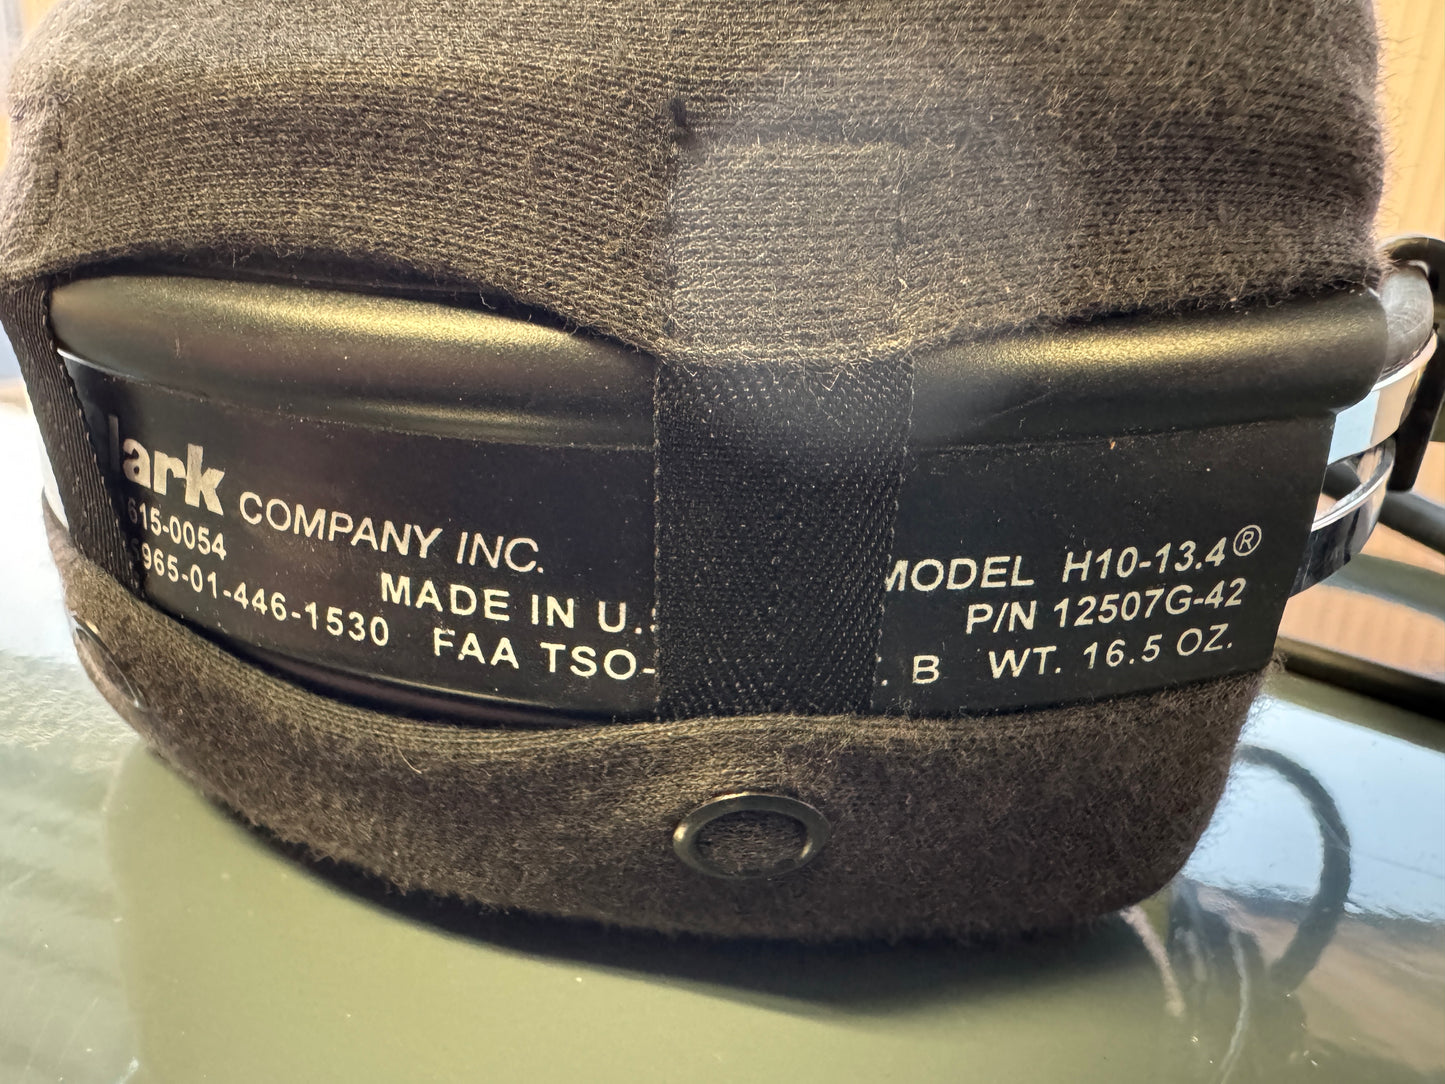 lark COMPANY INC.
615-0054
5965-01-446-1530
MADE IN U.S
FAA TSO-
MODEL H10-13.4®
P/N 12507G-42
. B WT. 16.5 OZ.